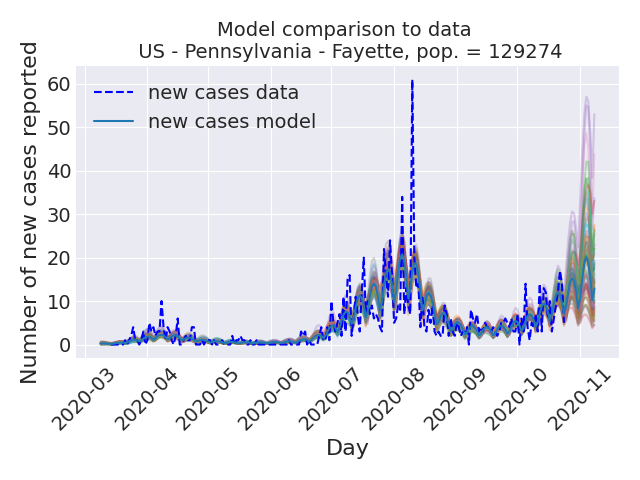 Model comparison to data
US - Pennsylvania - Fayette, pop. = 129274
Number of new cases reported
60
50
40
30
20
10
0
new cases data
new cases model
2020-03
2020-04
2020-05
2020-06
2020-07
2020-08
2020-09
2020-10
2020-11
Day